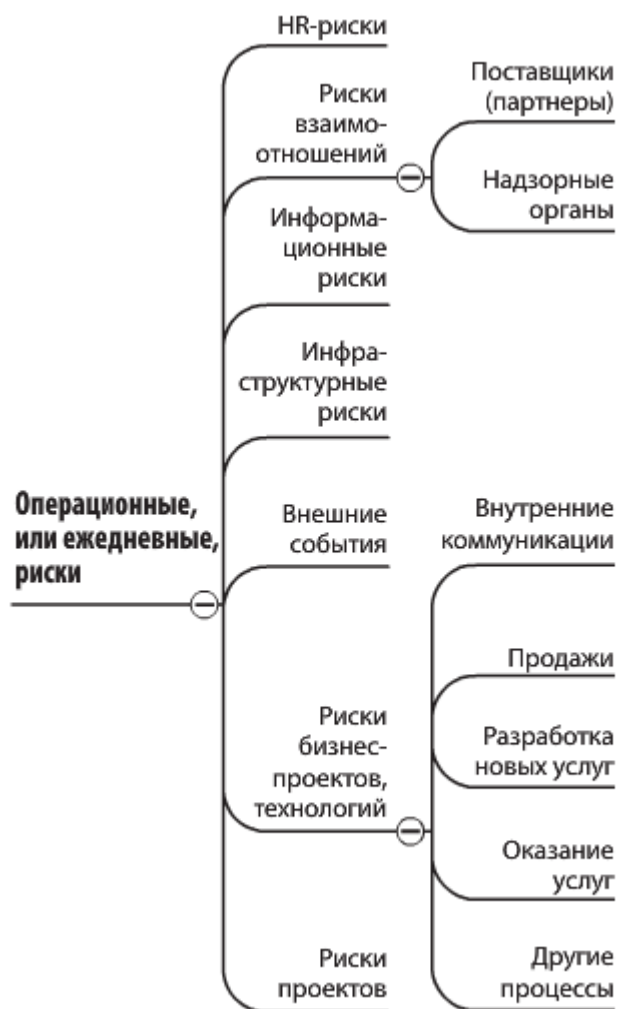 HR-риски
Риски
взаимо-
отношений
Поставщики
(партнеры)
Надзорные
органы
Информа-
ционные
риски
Инфра-
структурные
риски
Операционные,
или ежедневные,
риски
Внешние
события
Внутренние
коммуникации
Продажи
Риски
бизнес-
проектов,
технологий
Разработка
новых услуг
Оказание
услуг
Риски
проектов
Другие
процессы